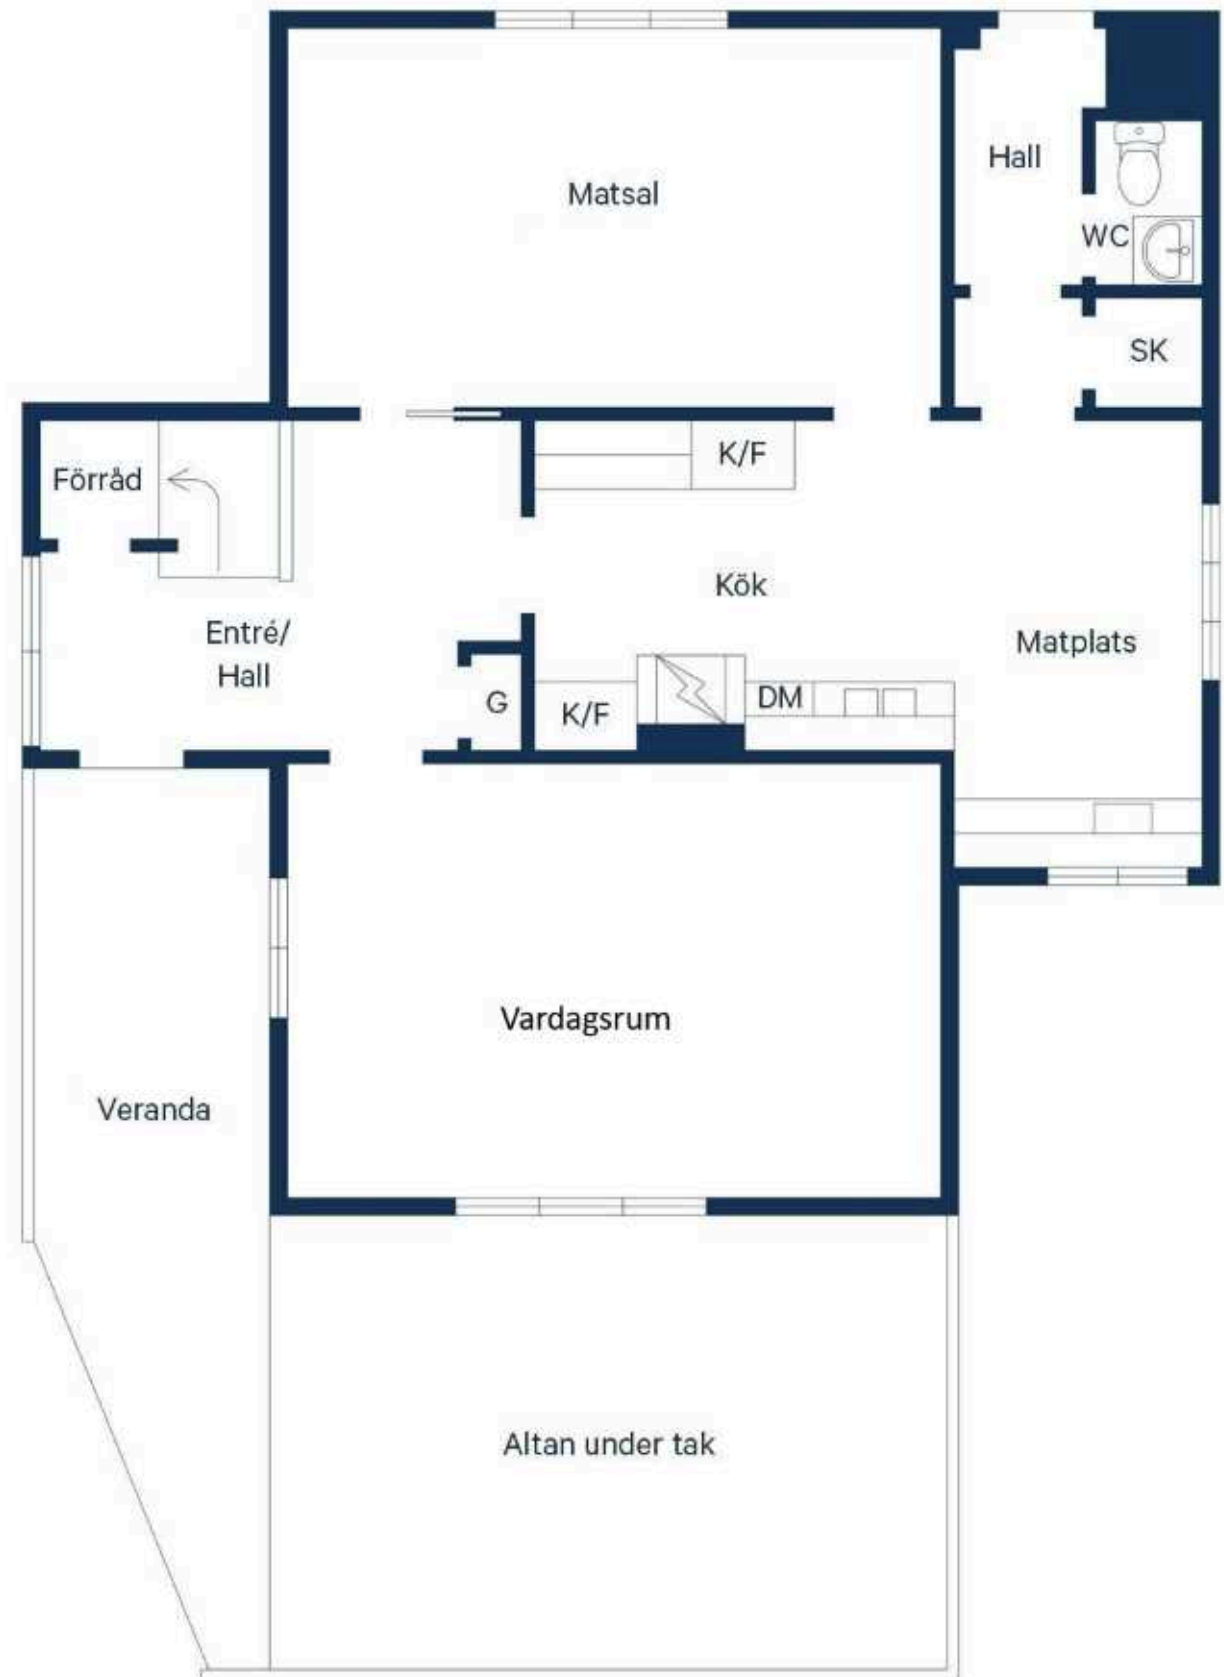 Hall
Matsal
WC
SK
K/F
Förråd
Kök
Entré/
Hall
Matplats
G
K/F
DM
Vardagsrum
Veranda
Altan under tak